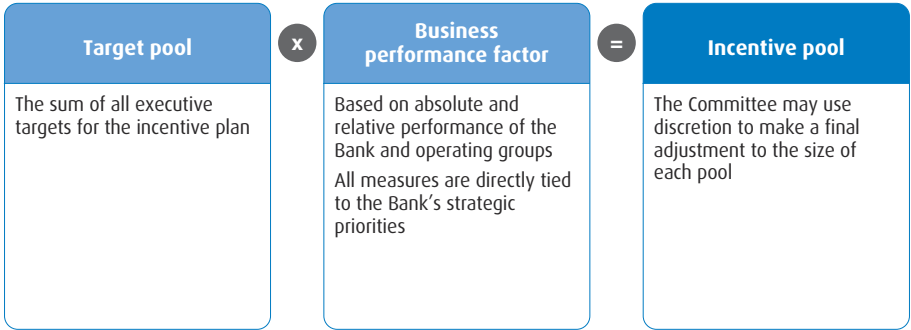 Target pool
The sum of all executive
targets for the incentive plan
x
Business
performance factor
Based on absolute and
relative performance of the
Bank and operating groups
All measures are directly tied
to the Bank’s strategic
priorities
=
Incentive pool
The Committee may use
discretion to make a final
adjustment to the size of
each pool